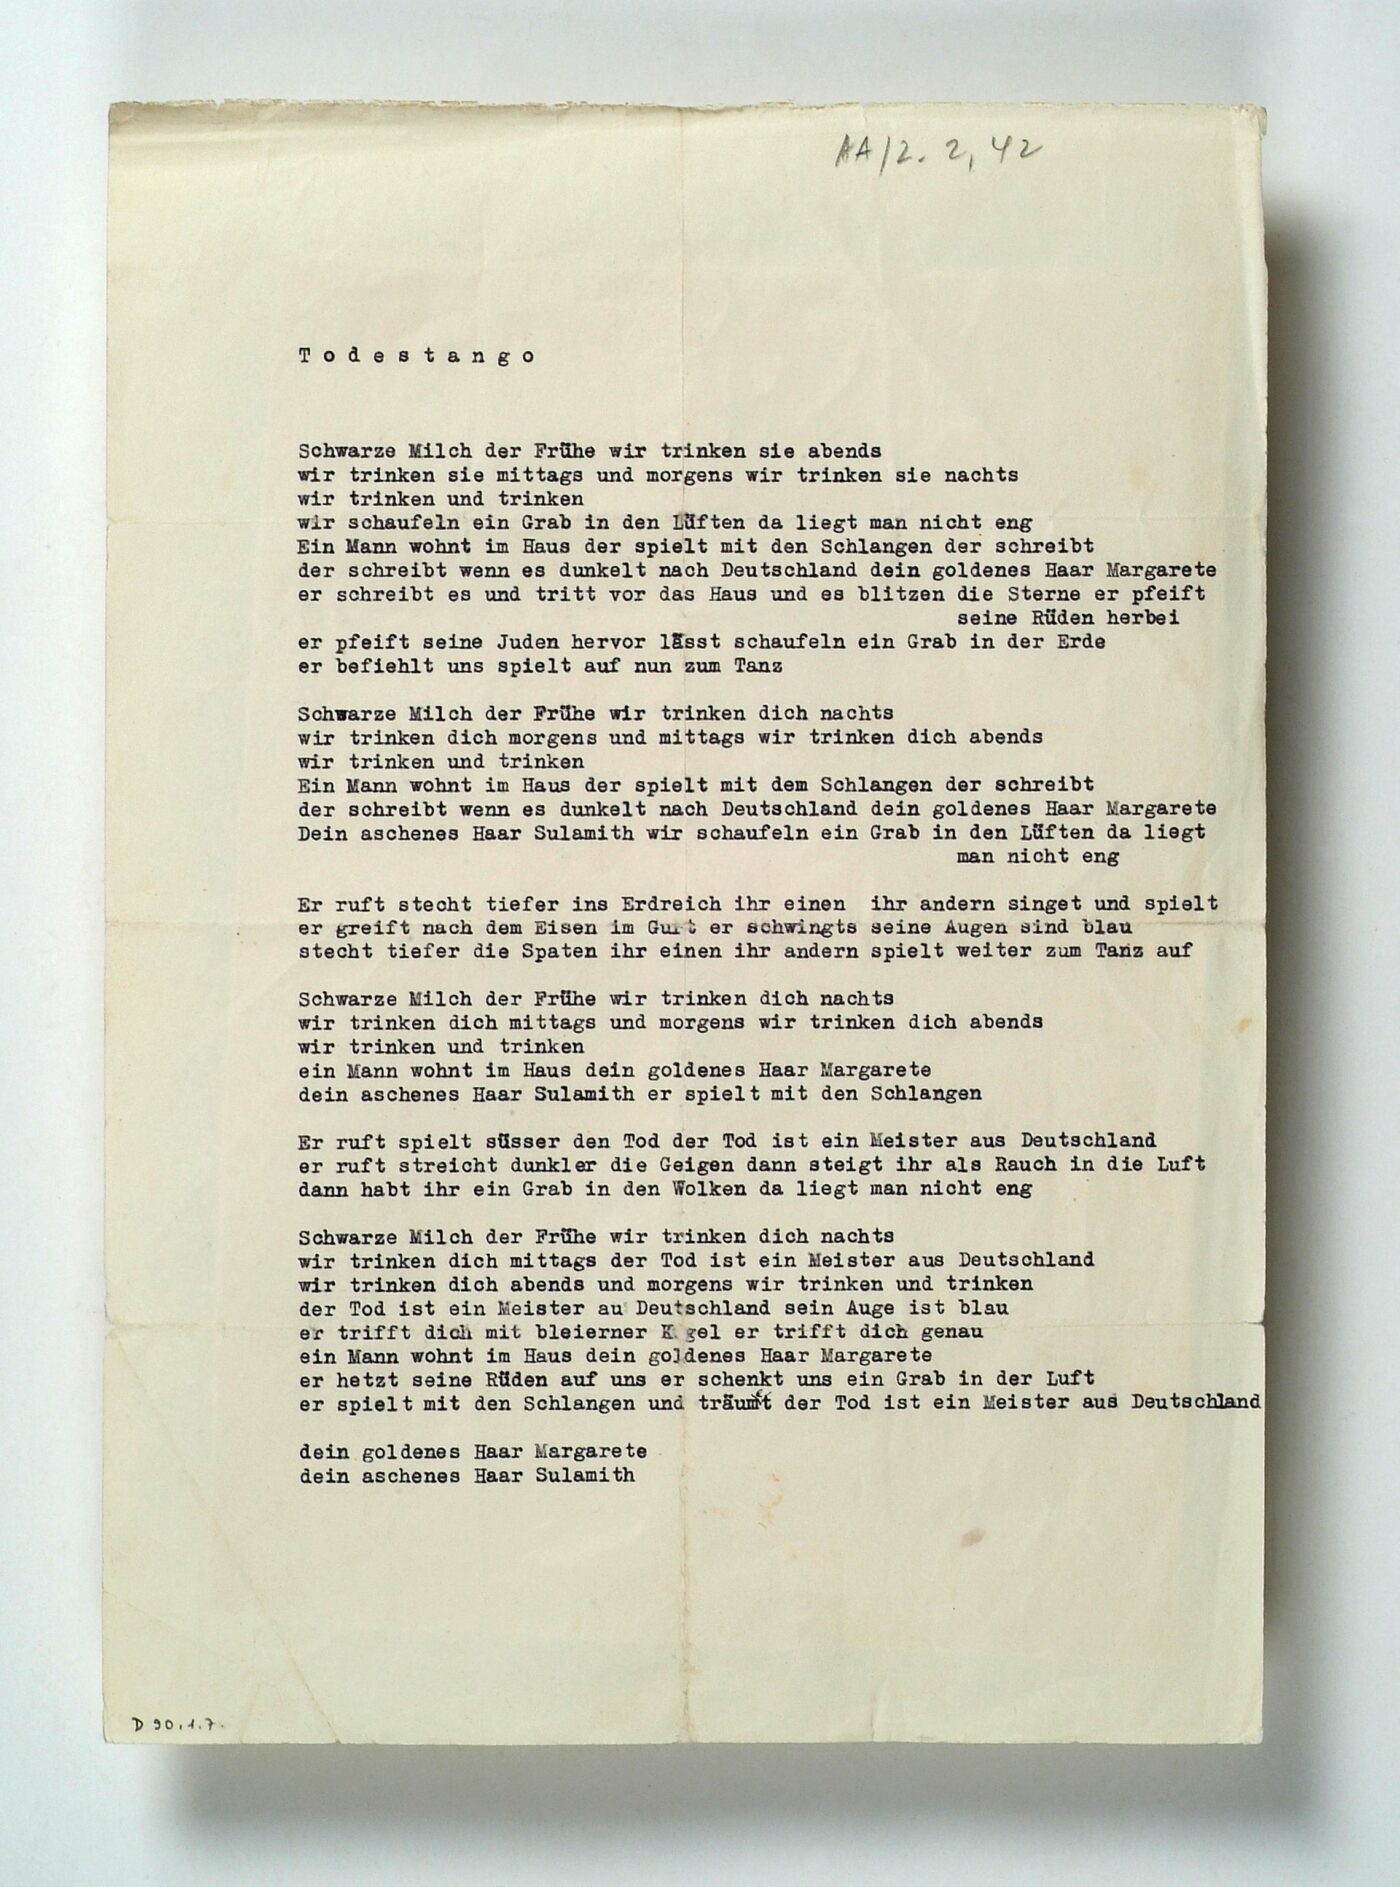 AA/2. 2, 42
Todestango
Schwarze Milch der Frühe wir trinken sie abends
wir trinken sie mittags und morgens wir trinken sie nachts
wir trinken und trinken
wir schaufeln ein Grab in den Lüften da liegt man nicht eng
Ein Mann wohnt im Haus der spielt mit den Schlangen der schreibt
der schreibt wenn es dunkelt nach Deutschland dein goldenes Haar Margarete
er schreibt es und tritt vor das Haus und es blitzen die Sterne er pfeift
seine Rüden herbei
er pfeift seine Juden hervor lässt schaufeln ein Grab in der Erde
er befiehlt uns spielt auf nun zum Tanz
Schwarze Milch der Frühe wir trinken dich nachts
wir trinken dich morgens und mittags wir trinken dich abends
wir trinken und trinken
Ein Mann wohnt im Haus der spielt mit dem Schlangen der schreibt
der schreibt wenn es dunkelt nach Deutschland dein goldenes Haar Margarete
Dein aschenes Haar Sulamith wir schaufeln ein Grab in den Lüften da liegt
man nicht eng
Er ruft stecht tiefer ins Erdreich ihr einen ihr andern singet und spielt
er greift nach dem Eisen im Gurt er schwingts seine Augen sind blau
stecht tiefer die Spaten ihr einen ihr andern spielt weiter zum Tanz auf
Schwarze Milch der Frühe wir trinken dich nachts
wir trinken dich mittags und morgens wir trinken dich abends
wir trinken und trinken
ein Mann wohnt im Haus dein goldenes Haar Margarete
dein aschenes Haar Sulamith er spielt mit den Schlangen
Er ruft spielt süsser den Tod der Tod ist ein Meister aus Deutschland
er ruft streicht dunkler die Geigen dann steigt ihr als Rauch in die Luft
dann habt ihr ein Grab in den Wolken da liegt man nicht eng
Schwarze Milch der Frühe wir trinken dich nachts
wir trinken dich mittags der Tod ist ein Meister aus Deutschland
wir trinken dich abends und morgens wir trinken und trinken
der Tod ist ein Meister aus Deutschland sein Auge ist blau
er trifft dich mit bleierner Kugel er trifft dich genau
ein Mann wohnt im Haus dein goldenes Haar Margarete
er hetzt seine Rüden auf uns er schenkt uns ein Grab in der Luft
er spielt mit den Schlangen und träumet der Tod ist ein Meister aus Deutschland
dein goldenes Haar Margarete
dein aschenes Haar Sulamith
D 90.1.7.